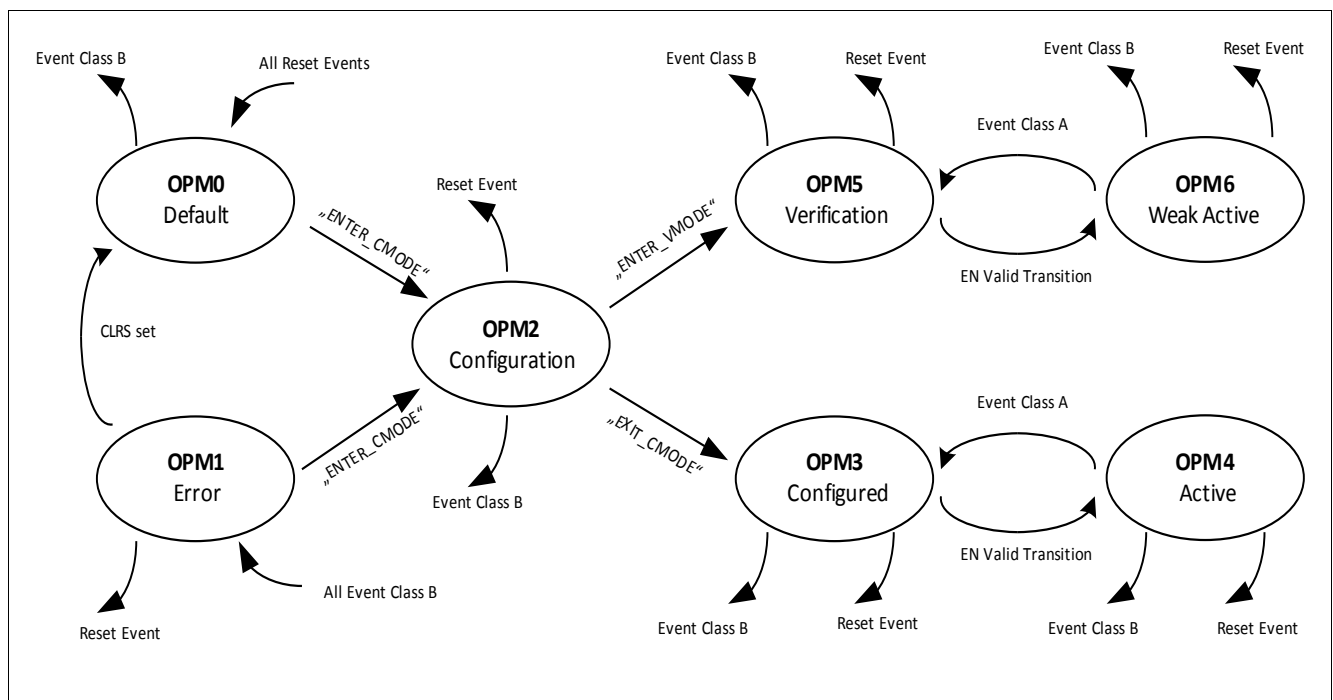 Event Class B
All Reset Events
Event Class B
Reset Event
Event Class B
Reset Event
Event Class A
OPM0
Default
Reset Event
OPM5
Verification
OPM6
Weak Active
„ENTER_CMODE“
„ENTER_VMODE“
EN Valid Transition
CLRS set
OPM2
Configuration
„ENTER_CMODE“
„EXIT_CMODE“
Event Class A
OPM1
Error
OPM3
Configured
OPM4
Active
Event Class B
EN Valid Transition
All Event Class B
Reset Event
Event Class B
Reset Event
Event Class B
Reset Event